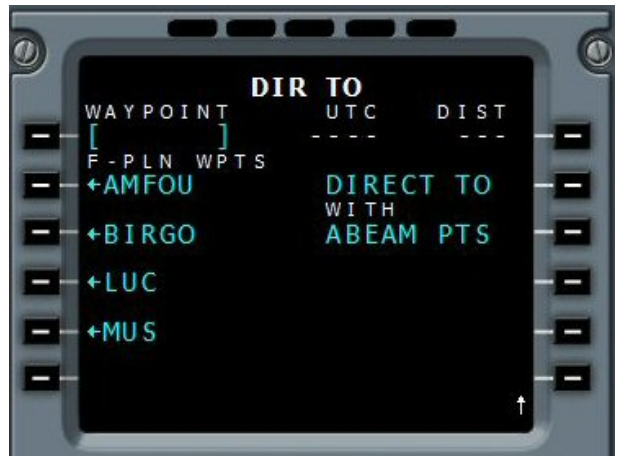 DIR TO
WAYPOINT UTC DIST
[ ] ---- ---
F-PLN WPTS
←AMFOU DIRECT TO
WITH
←BIRGO ABEAM PTS
←LUC
←MUS
↑